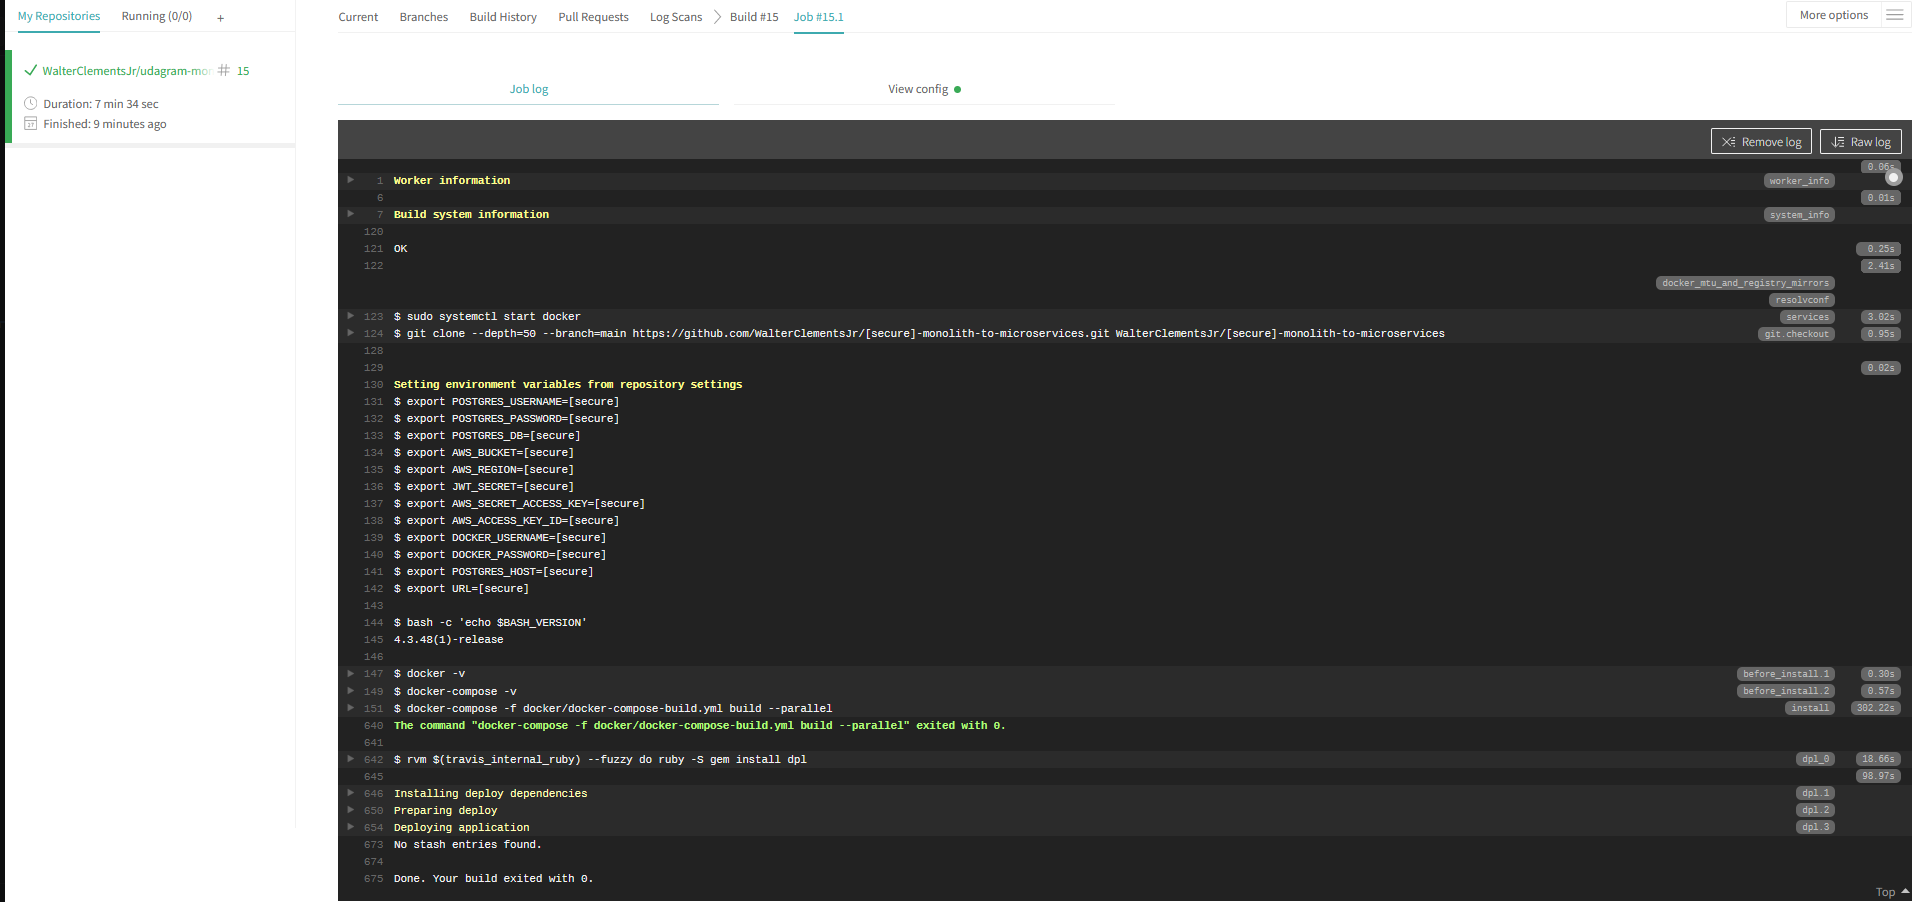 My Repositories Running (0/0) +
WalterClementsJr/udagram-mo # 15
Duration: 7 min 34 sec
Finished: 9 minutes ago
Current Branches Build History Pull Requests Log Scans Build #15 Job #15.1
More options
Job log View config
Remove log Raw log
0.06s
1 Worker information worker_info
6 0.01s
7 Build system information system_info
120
121 OK 0.25s
122 2.41s
docker_mtu_and_registry_mirrors
resolvconf
123 $ sudo systemctl start docker services 3.02s
124 $ git clone --depth=50 --branch=main https://github.com/WalterClementsJr/[secure]-monolith-to-microservices.git WalterClementsJr/[secure]-monolith-to-microservices git.checkout 0.95s
128
129 0.02s
130 Setting environment variables from repository settings
131 $ export POSTGRES_USERNAME=[secure]
132 $ export POSTGRES_PASSWORD=[secure]
133 $ export POSTGRES_DB=[secure]
134 $ export AWS_BUCKET=[secure]
135 $ export AWS_REGION=[secure]
136 $ export JWT_SECRET=[secure]
137 $ export AWS_SECRET_ACCESS_KEY=[secure]
138 $ export AWS_ACCESS_KEY_ID=[secure]
139 $ export DOCKER_USERNAME=[secure]
140 $ export DOCKER_PASSWORD=[secure]
141 $ export POSTGRES_HOST=[secure]
142 $ export URL=[secure]
143
144 $ bash -c 'echo $BASH_VERSION'
145 4.3.48(1)-release
146
147 $ docker -v before_install.1 0.30s
149 $ docker-compose -v before_install.2 0.57s
151 $ docker-compose -f docker/docker-compose-build.yml build --parallel install 302.22s
640 The command "docker-compose -f docker/docker-compose-build.yml build --parallel" exited with 0.
641
642 $ rvm $(travis_internal_ruby) --fuzzy do ruby -S gem install dpl dpl_0 18.66s
645 98.97s
646 Installing deploy dependencies dpl.1
650 Preparing deploy dpl.2
654 Deploying application dpl.3
673 No stash entries found.
674
675 Done. Your build exited with 0.
Top